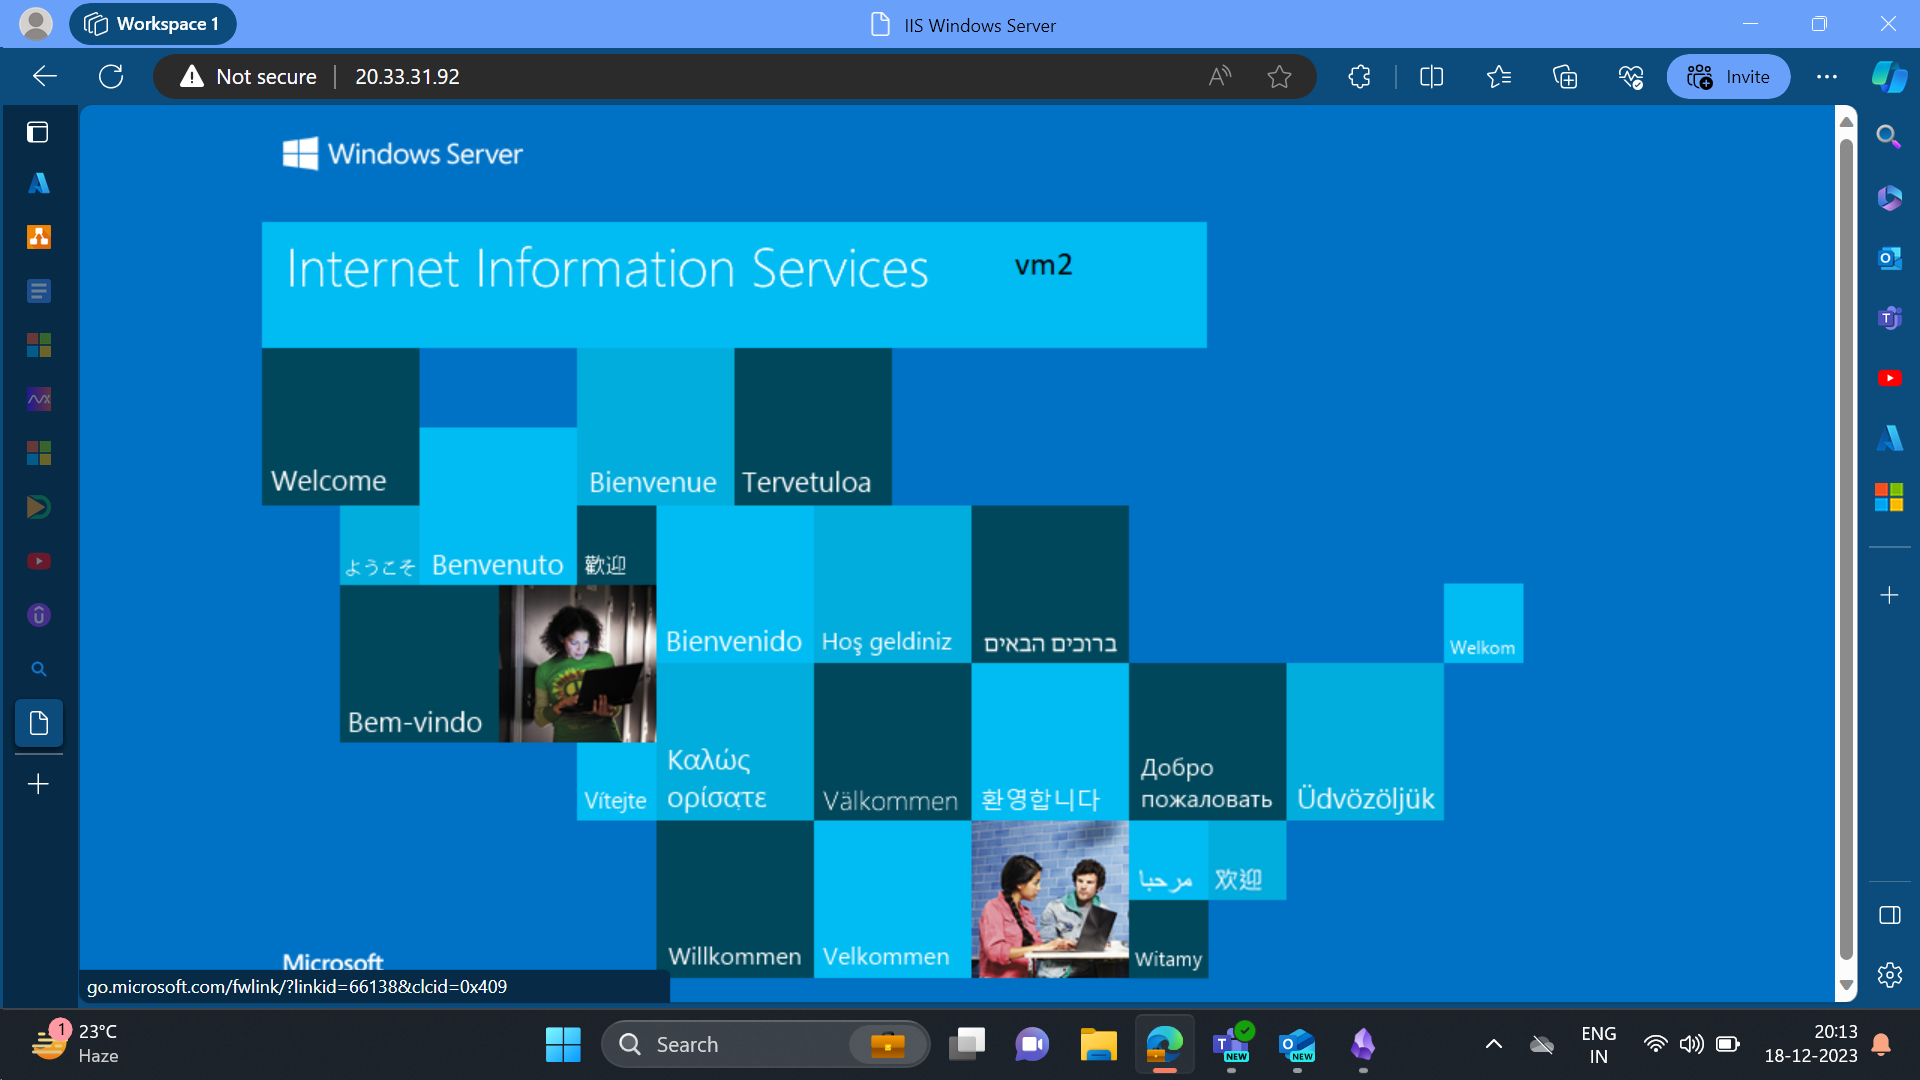 Workspace 1
IIS Windows Server
Not secure
20.33.31.92
Invite
Windows Server
Internet Information Services
vm2
Welcome
Bienvenue
Tervetuloa
ようこそ
Benvenuto
歡迎
Bienvenido
Hoş geldiniz
ברוכים הבאים
Welkom
Bem-vindo
Vítejte
Καλώς
ορίσατε
Välkommen
환영합니다
Добро
пожаловать
Üdvözöljük
مرحبا
欢迎
Willkommen
Velkommen
Witamy
Microsoft
go.microsoft.com/fwlink/?linkid=66138&clcid=0x409
1
23°C
Haze
Search
NEW
NEW
ENG
IN
20:13
18-12-2023